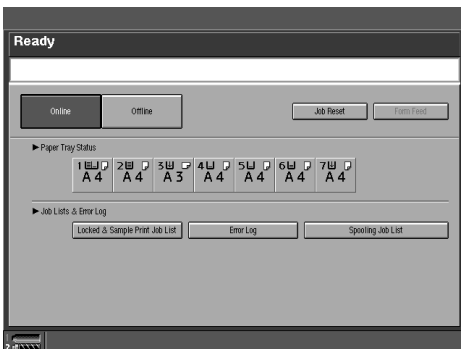 Ready
Online Offline Job Reset Form Feed
► Paper Tray Status
1 2 3 4 5 6 7
A4 A4 A3 A4 A4 A4 A4
► Job Lists & Error Log
Locked & Sample Print Job List Error Log Spooling Job List